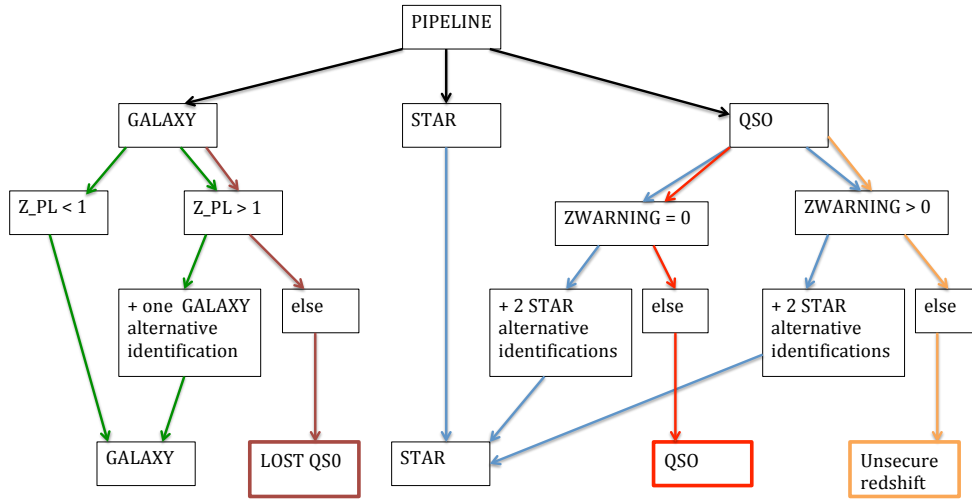 PIPELINE
GALAXY
STAR
QSO
Z_PL < 1
Z_PL > 1
ZWARNING = 0
ZWARNING > 0
+ one GALAXY
alternative
identification
else
+ 2 STAR
alternative
identifications
else
+ 2 STAR
alternative
identifications
else
GALAXY
LOST QS0
STAR
QSO
Unsecure
redshift